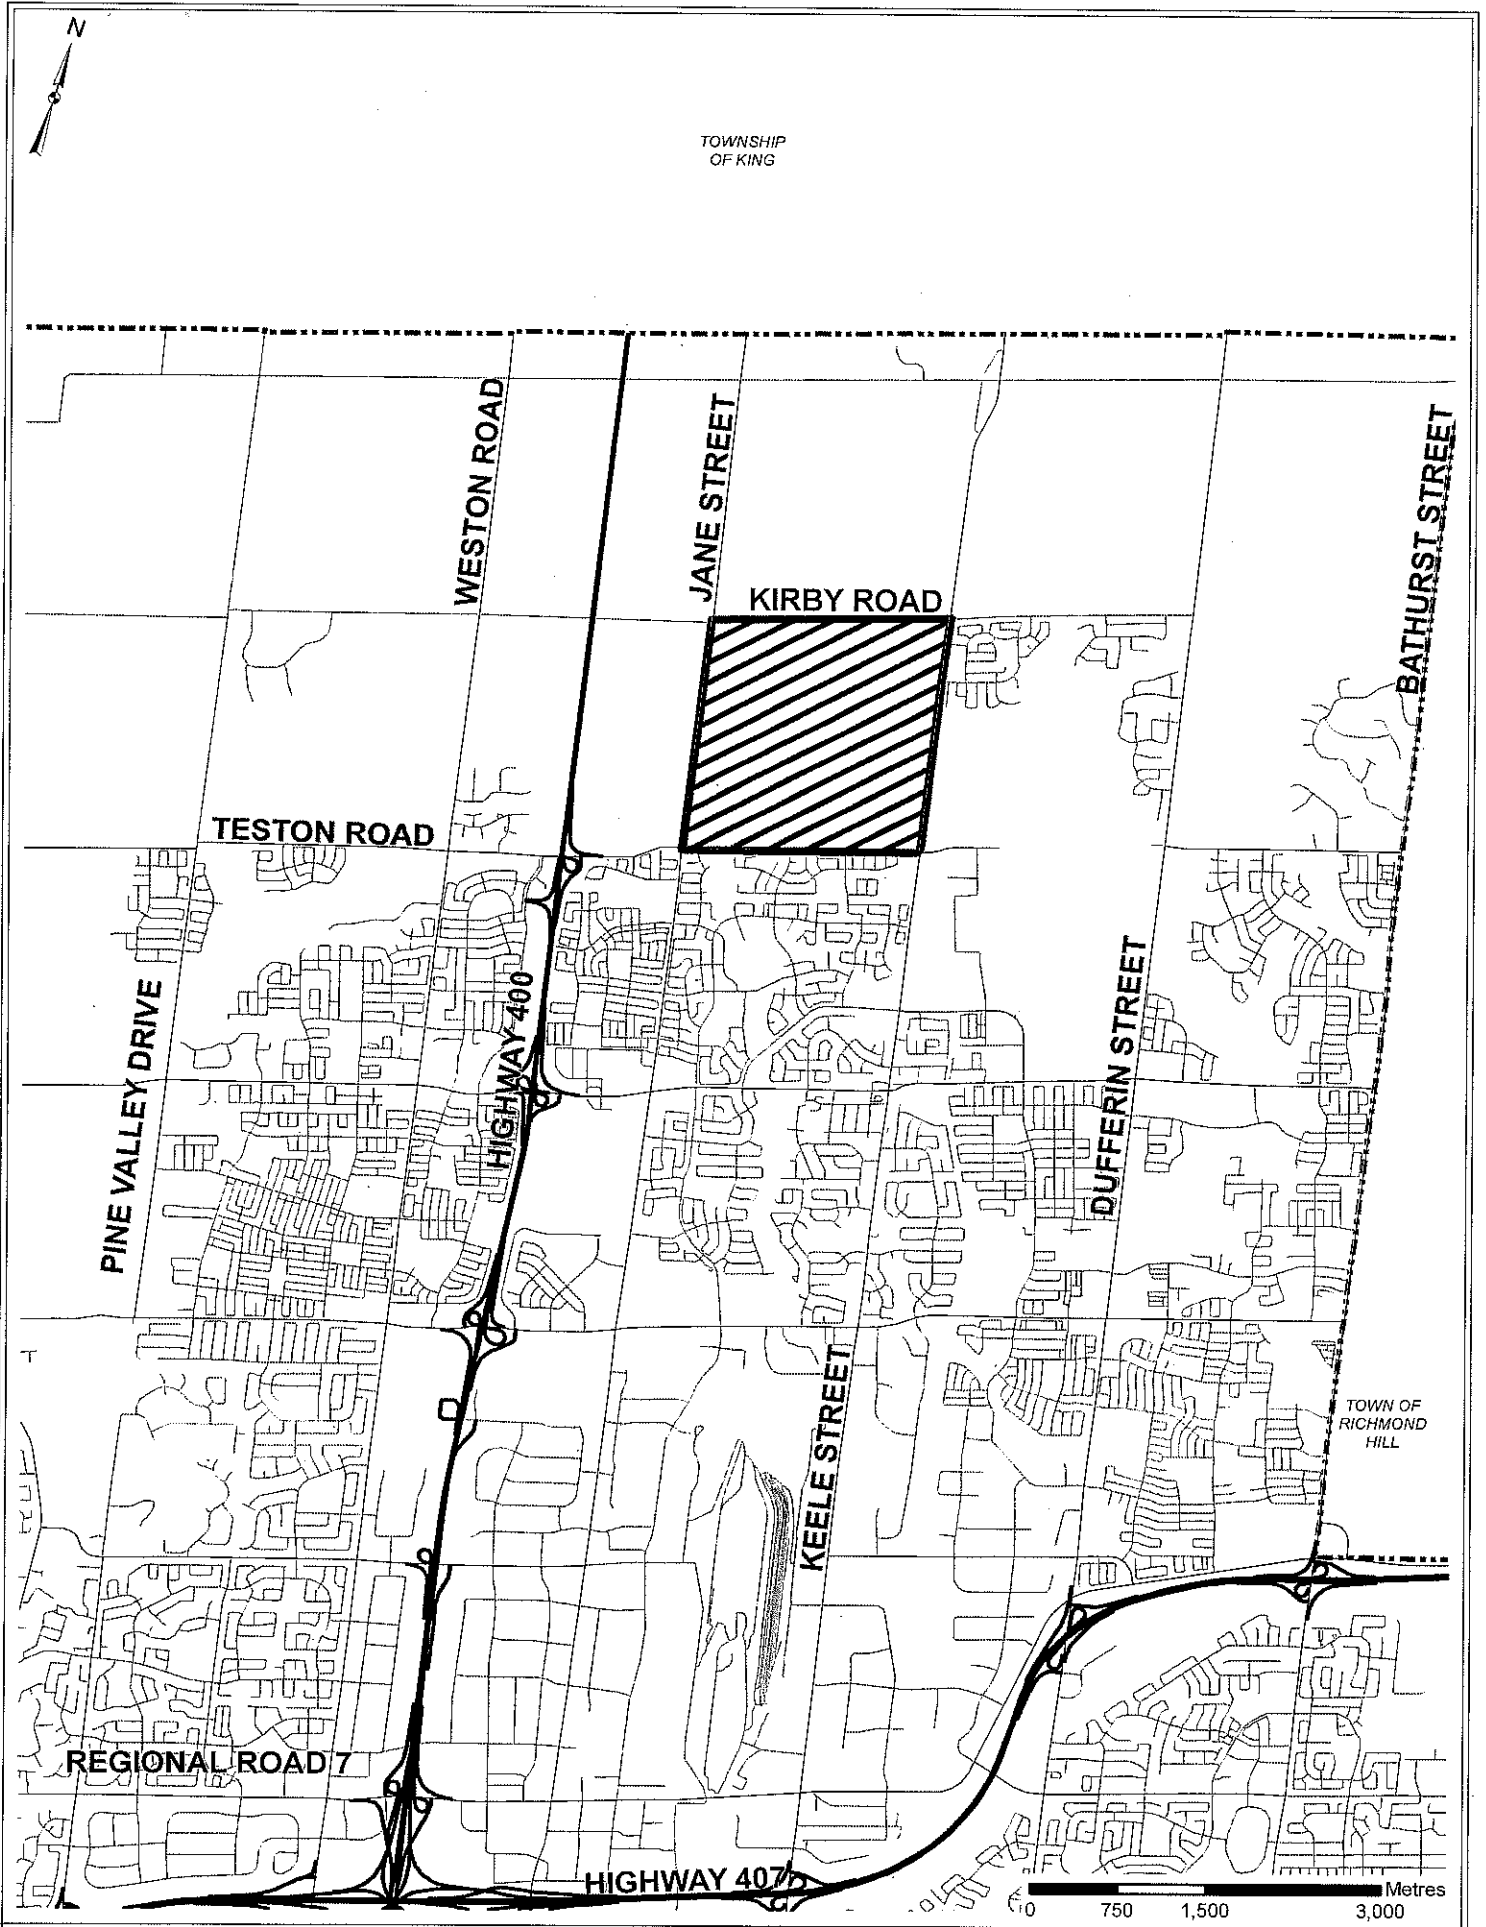 N
TOWNSHIP
OF KING
WESTON ROAD
JANE STREET
BATHURST STREET
KIRBY ROAD
TESTON ROAD
HIGHWAY 400
PINE VALLEY DRIVE
DUFFERIN STREET
KEELE STREET
TOWN OF
RICHMOND
HILL
REGIONAL ROAD 7
HIGHWAY 407
Metres
0 750 1,500 3,000